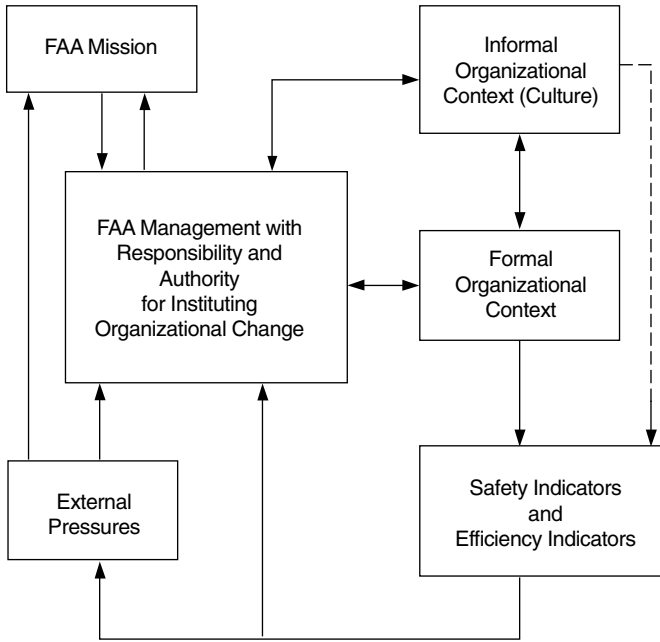 FAA Mission
Informal
Organizational
Context (Culture)
FAA Management with
Responsibility and
Authority
for Instituting
Organizational Change
Formal
Organizational
Context
External
Pressures
Safety Indicators
and
Efficiency Indicators